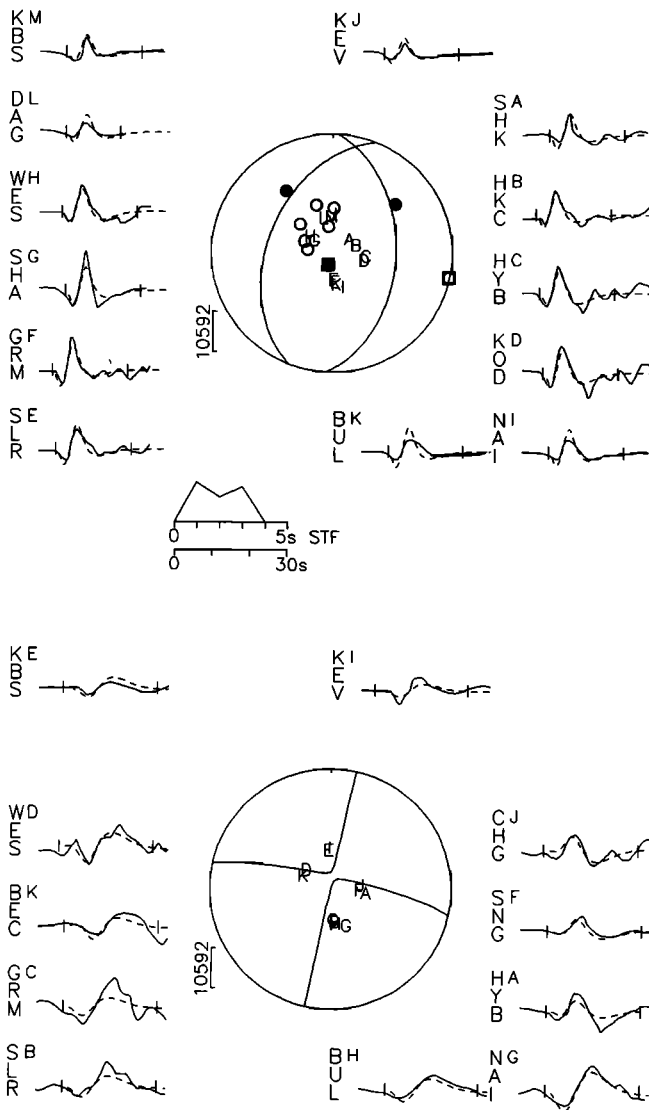 KBS M
KEV J
DAG L
SHK A
WES H
HKC B
SHA G
HYB C
GRM F
KOD D
SLR E
BUL K
NAI I
A
B
C
D
G
10592
0 5s STF
0 30s
KBS E
KEV I
WES D
CHG J
BEC K
SNG F
GRM C
HYB A
SLR B
BUL H
NAI G
E
I
D
K
A
G
10592